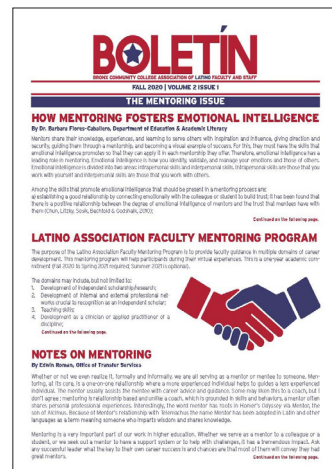 BOLETÍN
BRONX COMMUNITY COLLEGE ASSOCIATION OF LATINO FACULTY AND STAFF
FALL 2020 | VOLUME 2 ISSUE 1
THE MENTORING ISSUE
HOW MENTORING FOSTERS EMOTIONAL INTELLIGENCE
By Dr. Barbara Flores-Caballero, Department of Education & Academic Literacy
Mentors share their knowledge, experiences, and learning to serve others with inspiration and influence, giving direction and
security, guiding them through a mentorship, and becoming a visual example of success. For this, they must have the skills that
emotional intelligence promotes so that they can apply it in each mentorship they offer. Therefore, emotional intelligence has a
leading role in mentoring. Emotional intelligence is how you identify, validate, and manage your emotions and those of others.
Emotional intelligence is divided into two areas: intrapersonal skills and interpersonal skills. Intrapersonal skills are those that you
work with yourself and interpersonal skills are those that you work with others.
Among the skills that promote emotional intelligence that should be present in a mentoring process are:
a) establishing a good relationship by connecting emotionally with the colleague or student to build trust; it has been found that
there is a positive relationship between the degree of emotional intelligence of mentors and the trust that mentees have with
them (Chun, Litzky, Sosik, Bechtold & Godshalk, 2010);
Continued on the following page.
LATINO ASSOCIATION FACULTY MENTORING PROGRAM
The purpose of the Latino Association Faculty Mentoring Program is to provide faculty guidance in multiple domains of career
development. This mentoring program will help participants during their virtual experiences. This is a one-year academic com-
mitment (Fall 2020 to Spring 2021 required; Summer 2021 is optional).
The domains may include, but not limited to:
1. Development of independent scholarship/research;
2. Development of internal and external professional net-
works crucial to recognition as an independent scholar;
3. Teaching skills;
4. Development as a clinician or applied practitioner of a
discipline;
Continued on the following page.
NOTES ON MENTORING
By Edwin Roman, Office of Transfer Services
Whether or not we even realize it, formally and informally, we are all serving as a mentor or mentee to someone. Men-
toring, at its core, is a one-on-one relationship where a more experienced individual helps to guides a less experienced
individual. The mentor usually assists the mentee with career advice and guidance. Some may liken this to a coach, but I
don't agree; mentoring is relationship based and unlike a coach, which is grounded in skills and behaviors, a mentor often
shares personal professional experiences. Interestingly, the word mentor has roots in Homer's Odyssey via Mentor, the
son of Alcimus. Because of Mentor's relationship with Telemachus, the name Mentor has been adopted in Latin and other
languages as a term meaning someone who imparts wisdom and shares knowledge.
Mentoring is a very important part of our work in higher education. Whether we serve as a mentor to a colleague or a
student, or we seek out a mentor to have a support system or to help with challenges, it has a tremendous impact. Ask
any successful leader what the key to their own career success is and chances are that most of them will convey they had
great mentors.
Continued on the following page.